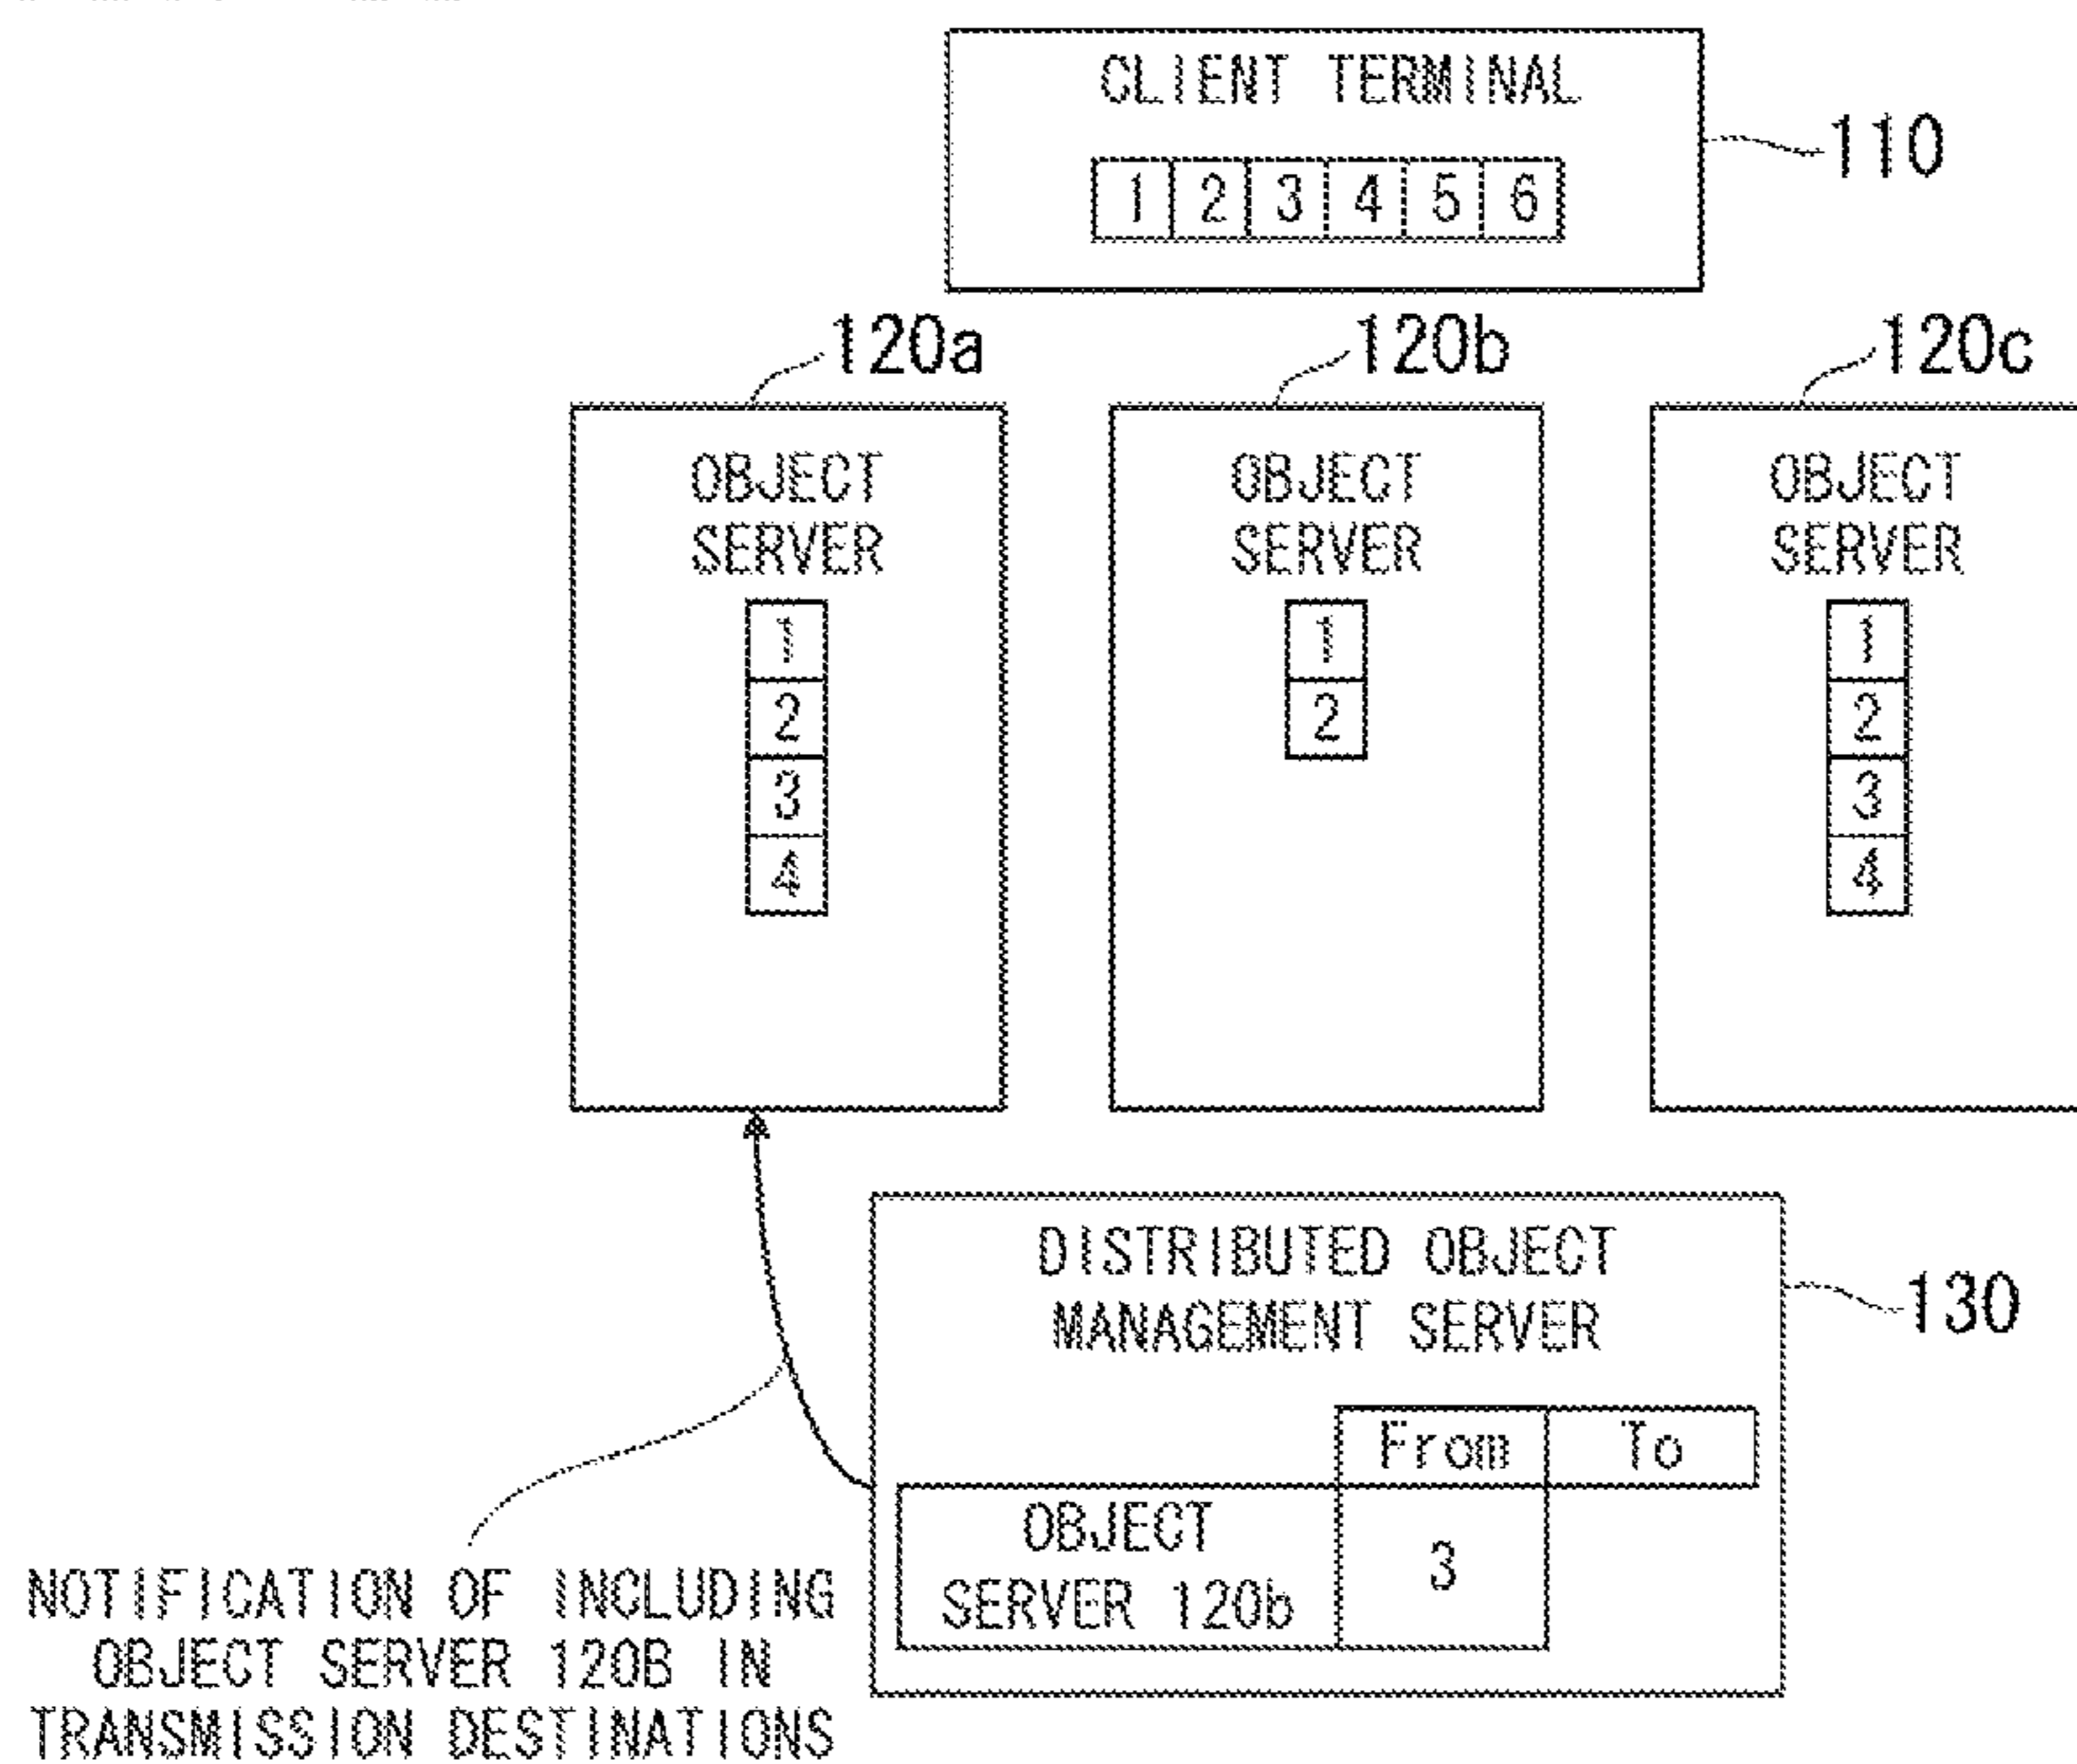 CLIENT TERMINAL
1 2 3 4 5 6
110
120a
120b
120c
OBJECT
SERVER
1
2
3
4
OBJECT
SERVER
1
2
OBJECT
SERVER
1
2
3
4
DISTRIBUTED OBJECT
MANAGEMENT SERVER
130
From To
OBJECT
SERVER 120b
3
NOTIFICATION OF INCLUDING
OBJECT SERVER 120B IN
TRANSMISSION DESTINATIONS